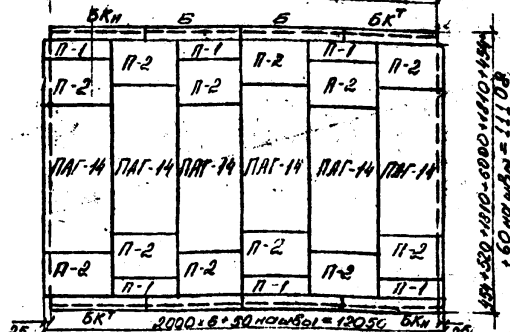 БКн Б Б БКТ
П-1 П-2 П-1 П-2 П-1 П-2
П-2 П-2 П-2
ПАГ-14 ПАГ-14 ПАГ-14 ПАГ-14 ПАГ-14 ПАГ-14
П-2 П-2 П-2
П-2 П-1 П-2 П-1 П-2 П-1
БКТ 2000x6+50 на швы=12050 БКн
+60 на швы=11108